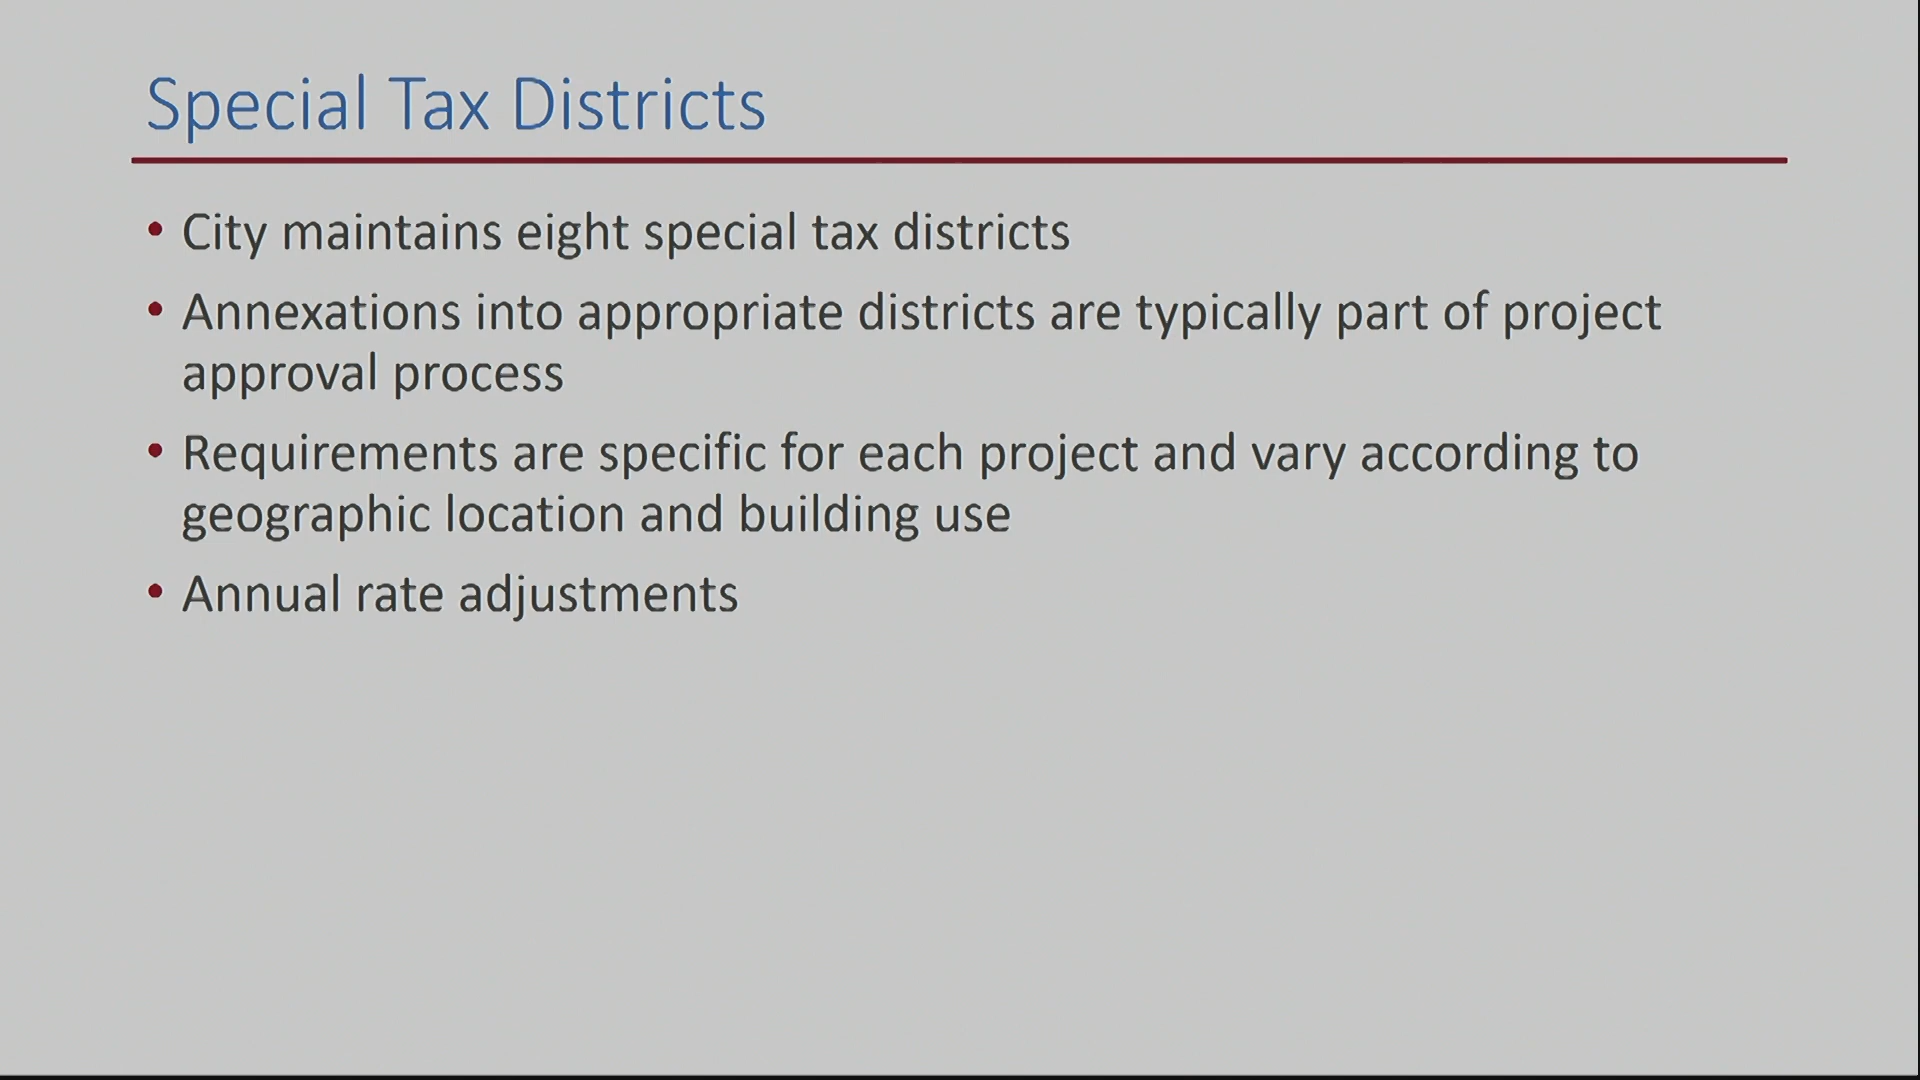 Special Tax Districts
• City maintains eight special tax districts
• Annexations into appropriate districts are typically part of project
approval process
• Requirements are specific for each project and vary according to
geographic location and building use
• Annual rate adjustments